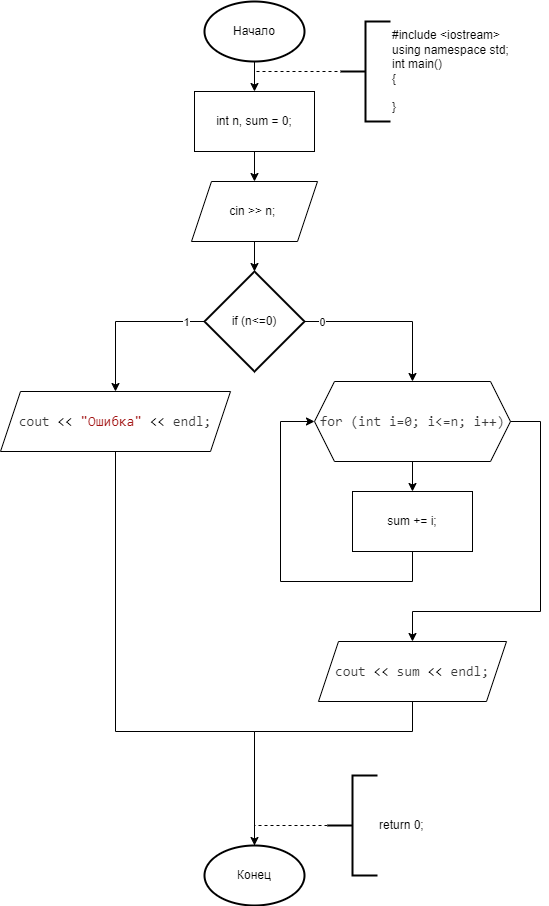 Начало
#include <iostream>
using namespace std;
int main()
{
}
int n, sum = 0;
cin >> n;
if (n<=0)
1
0
cout << "Ошибка" << endl;
for (int i=0; i<=n; i++)
sum += i;
cout << sum << endl;
return 0;
Конец